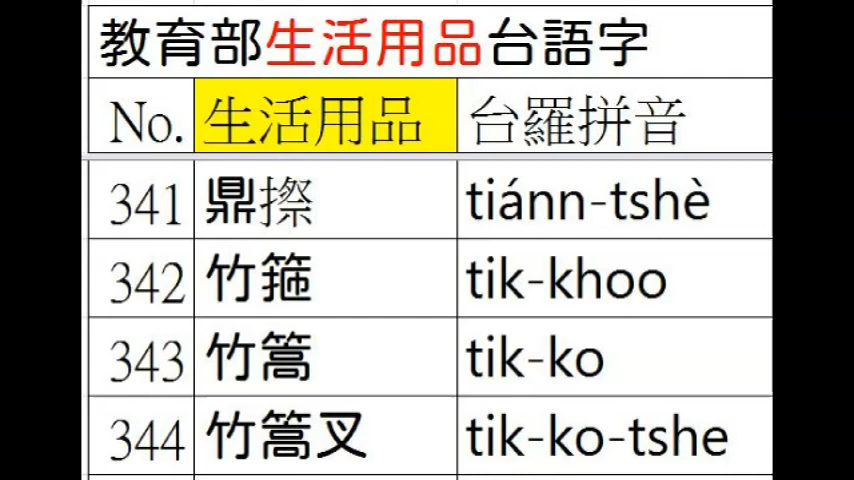 教育部生活用品台語字
No. 生活用品 台羅拼音
341 鼎摖 tiánn-tshè
342 竹箍 tik-khoo
343 竹篙 tik-ko
344 竹篙叉 tik-ko-tshe